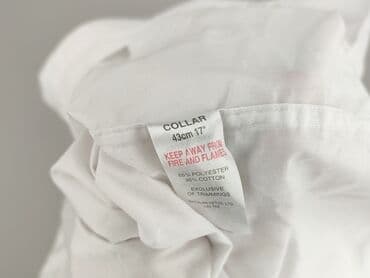 COLLAR
43cm 17"
KEEP AWAY FROM
FIRE AND FLAMES
65% POLYESTER
35% COTTON
EXCLUSIVE
OF TRIMMINGS